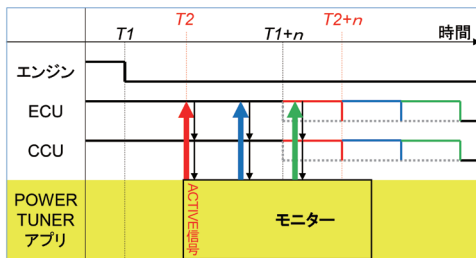 T1
T2
T1+n
T2+n
時間
エンジン
ECU
CCU
POWER
TUNER
アプリ
ACTIVE信号
モニター